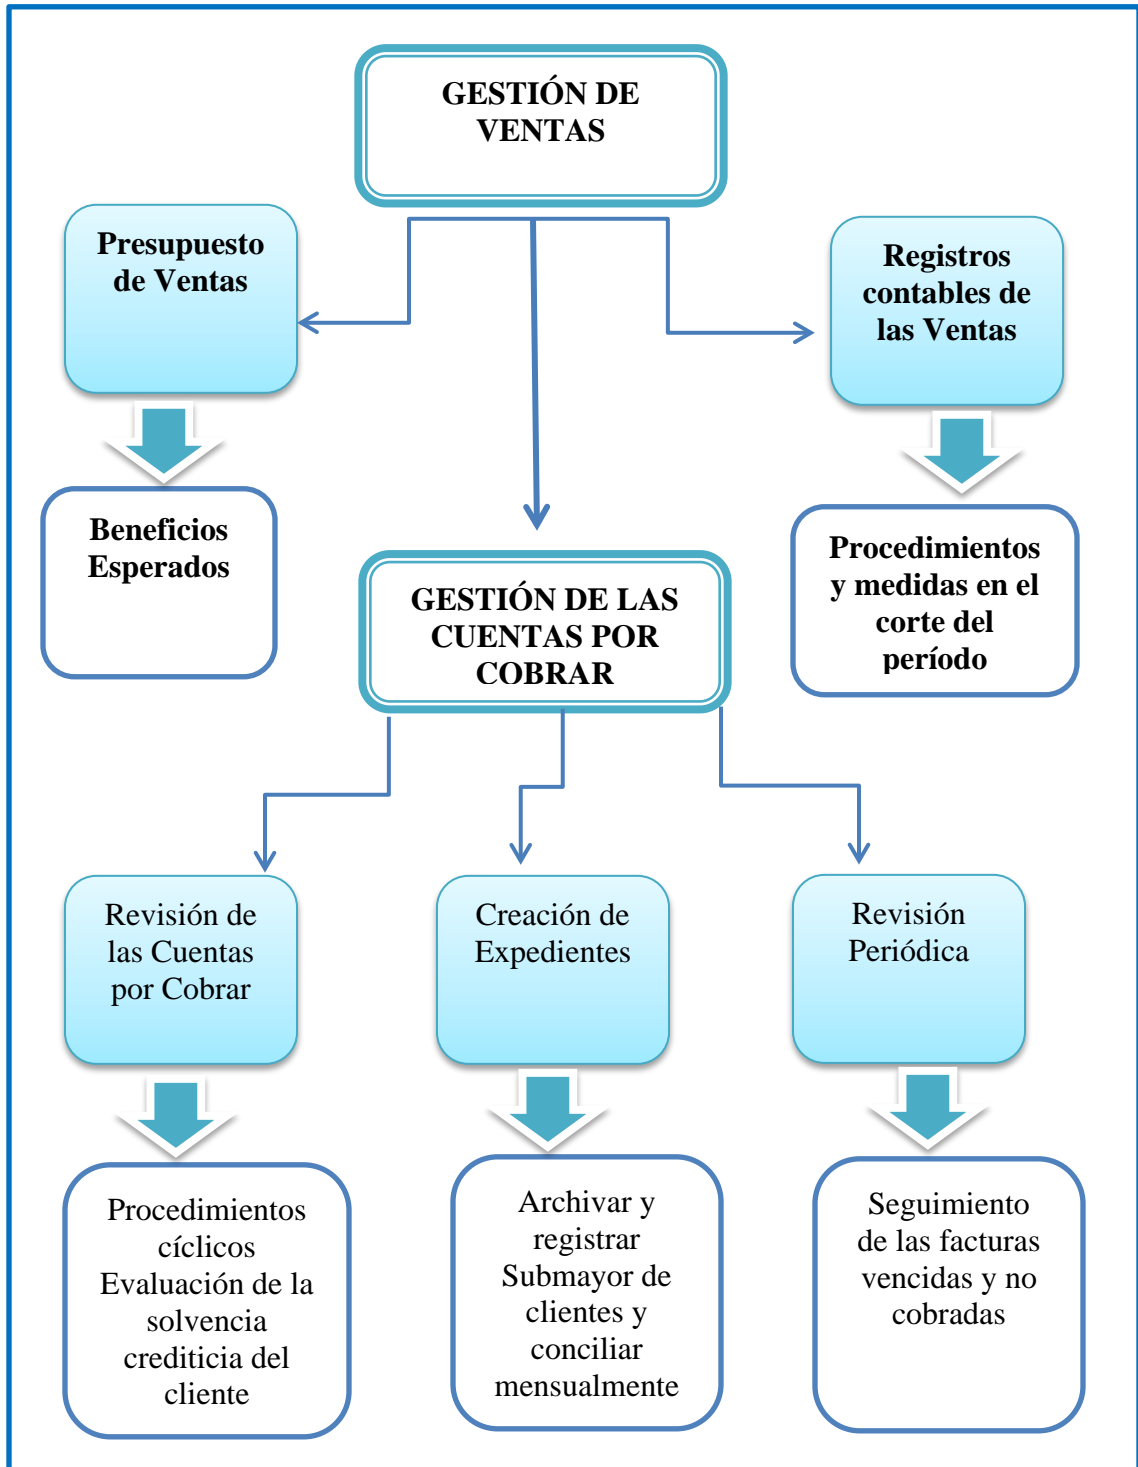 GESTIÓN DE
VENTAS
Presupuesto
de Ventas
Registros
contables de
las Ventas
Beneficios
Esperados
Procedimientos
y medidas en el
corte del
período
GESTIÓN DE LAS
CUENTAS POR
COBRAR
Revisión de
las Cuentas
por Cobrar
Creación de
Expedientes
Revisión
Periódica
Procedimientos
cíclicos
Evaluación de la
solvencia
crediticia del
cliente
Archivar y
registrar
Submayor de
clientes y
conciliar
mensualmente
Seguimiento
de las facturas
vencidas y no
cobradas